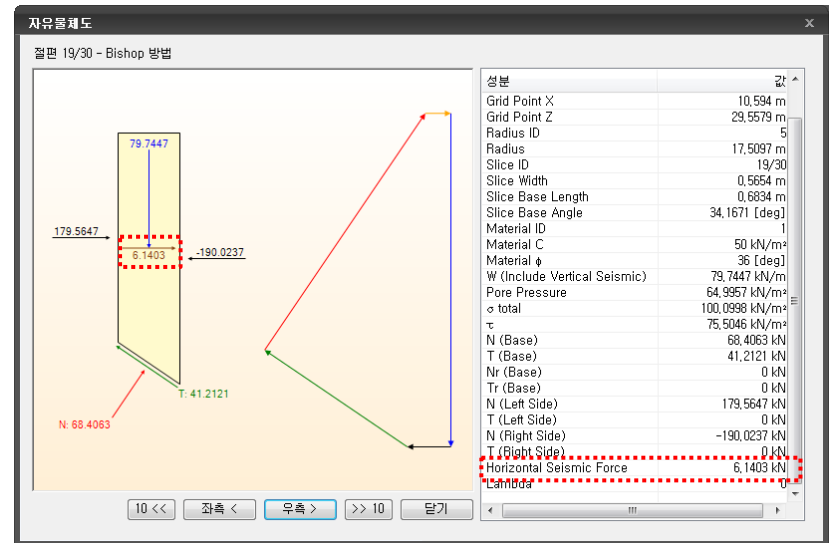 자유물체도
x
절편 19/30 - Bishop 방법
79.7447
179.5647
6.1403
-190.0237
T: 41.2121
N: 68.4063
성분 값
Grid Point X 10,594 m
Grid Point Z 29,5579 m
Radius ID 5
Radius 17,5097 m
Slice ID 19/30
Slice Width 0,5654 m
Slice Base Length 0,6834 m
Slice Base Angle 34,1671 [deg]
Material ID 1
Material C 50 kN/m²
Material ϕ 36 [deg]
W (Include Vertical Seismic) 79,7447 kN/m
Pore Pressure 64,9957 kN/m²
σ total 100,0998 kN/m²
τ 75,5046 kN/m²
N (Base) 68,4063 kN
T (Base) 41,2121 kN
Nr (Base) 0 kN
Tr (Base) 0 kN
N (Left Side) 179,5647 kN
T (Left Side) 0 kN
N (Right Side) -190,0237 kN
T (Right Side) 0 kN
Horizontal Seismic Force 6,1403 kN
Lambda 0
10 << 좌측 < 우측 > >> 10 닫기